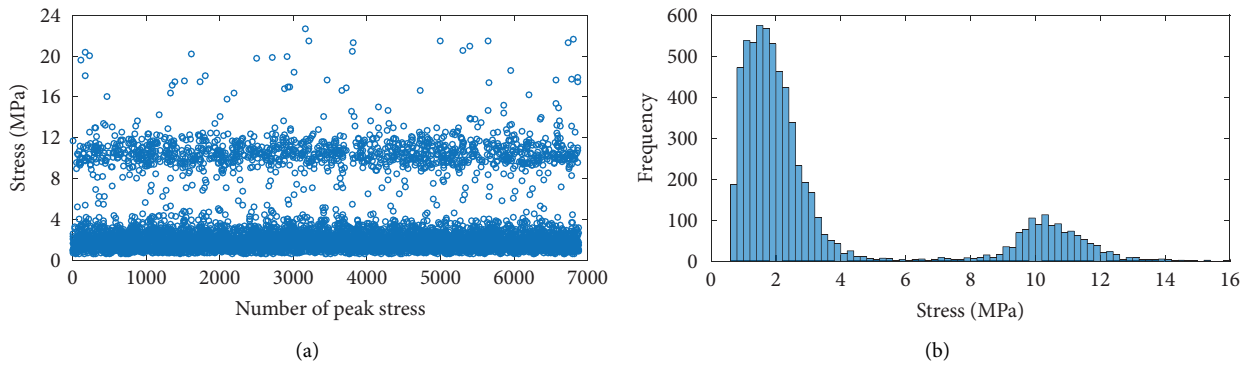 24
20
16
12
8
4
0
Stress (MPa)
0 1000 2000 3000 4000 5000 6000 7000
Number of peak stress
(a)
600
500
400
300
200
100
0
Frequency
0 2 4 6 8 10 12 14 16
Stress (MPa)
(b)